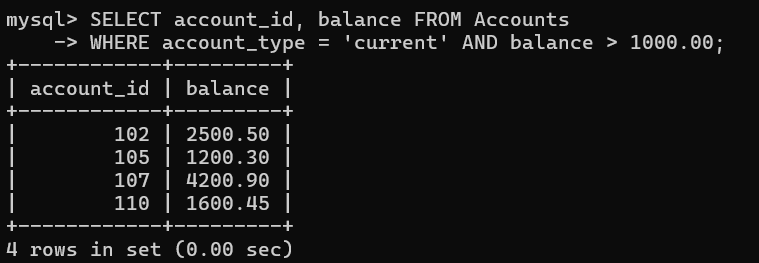 mysql> SELECT account_id, balance FROM Accounts
    -> WHERE account_type = 'current' AND balance > 1000.00;
+------------+---------+
| account_id | balance |
+------------+---------+
|        102 | 2500.50 |
|        105 | 1200.30 |
|        107 | 4200.90 |
|        110 | 1600.45 |
+------------+---------+
4 rows in set (0.00 sec)